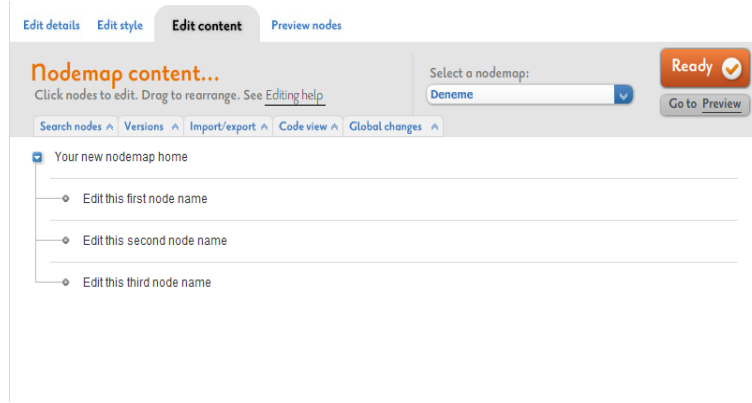 Edit details Edit style Edit content Preview nodes
Nodemap content...
Click nodes to edit. Drag to rearrange. See Editing help
Select a nodemap:
Deneme
Ready
Go to Preview
Search nodes Versions Import/export Code view Global changes
Your new nodemap home
Edit this first node name
Edit this second node name
Edit this third node name